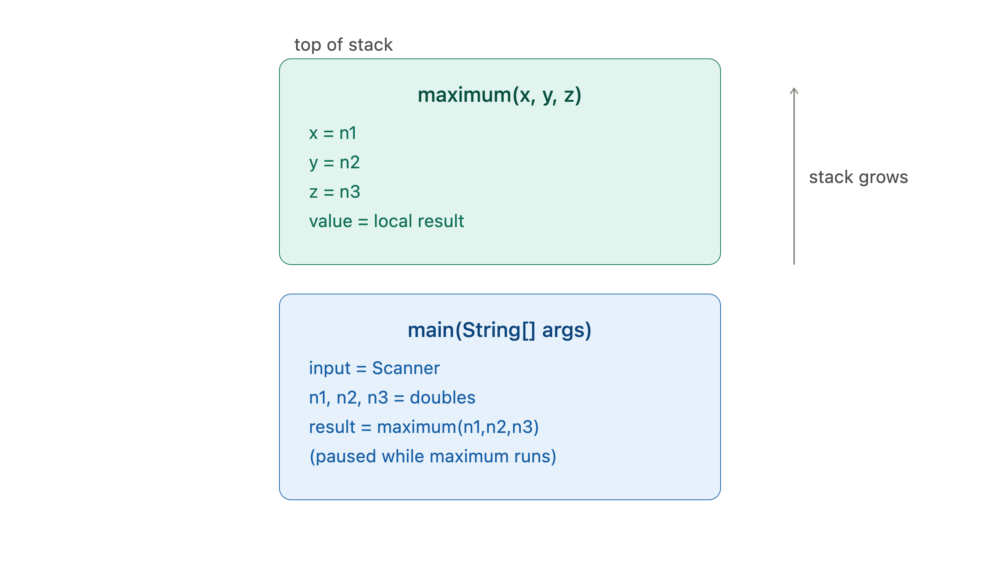 top of stack
maximum(x, y, z)
x = n1
y = n2
z = n3
value = local result
stack grows
main(String[] args)
input = Scanner
n1, n2, n3 = doubles
result = maximum(n1,n2,n3)
(paused while maximum runs)